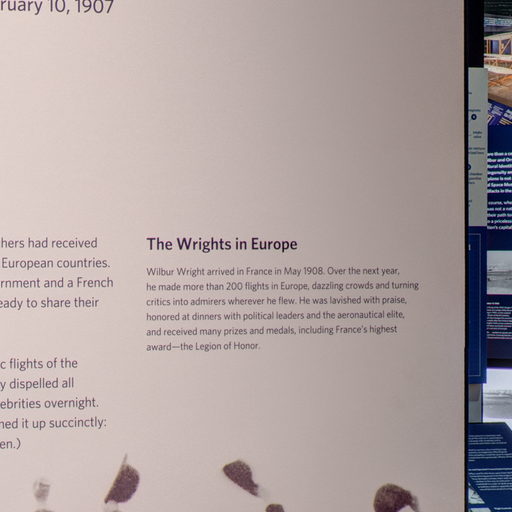 ruary 10, 1907
hers had received
European countries.
rnment and a French
eady to share their
c flights of the
y dispelled all
ebrities overnight.
ned it up succinctly:
en.)
The Wrights in Europe
Wilbur Wright arrived in France in May 1908. Over the next year,
he made more than 200 flights in Europe, dazzling crowds and turning
critics into admirers wherever he flew. He was lavished with praise,
honored at dinners with political leaders and the aeronautical elite,
and received many prizes and medals, including France's highest
award—the Legion of Honor.